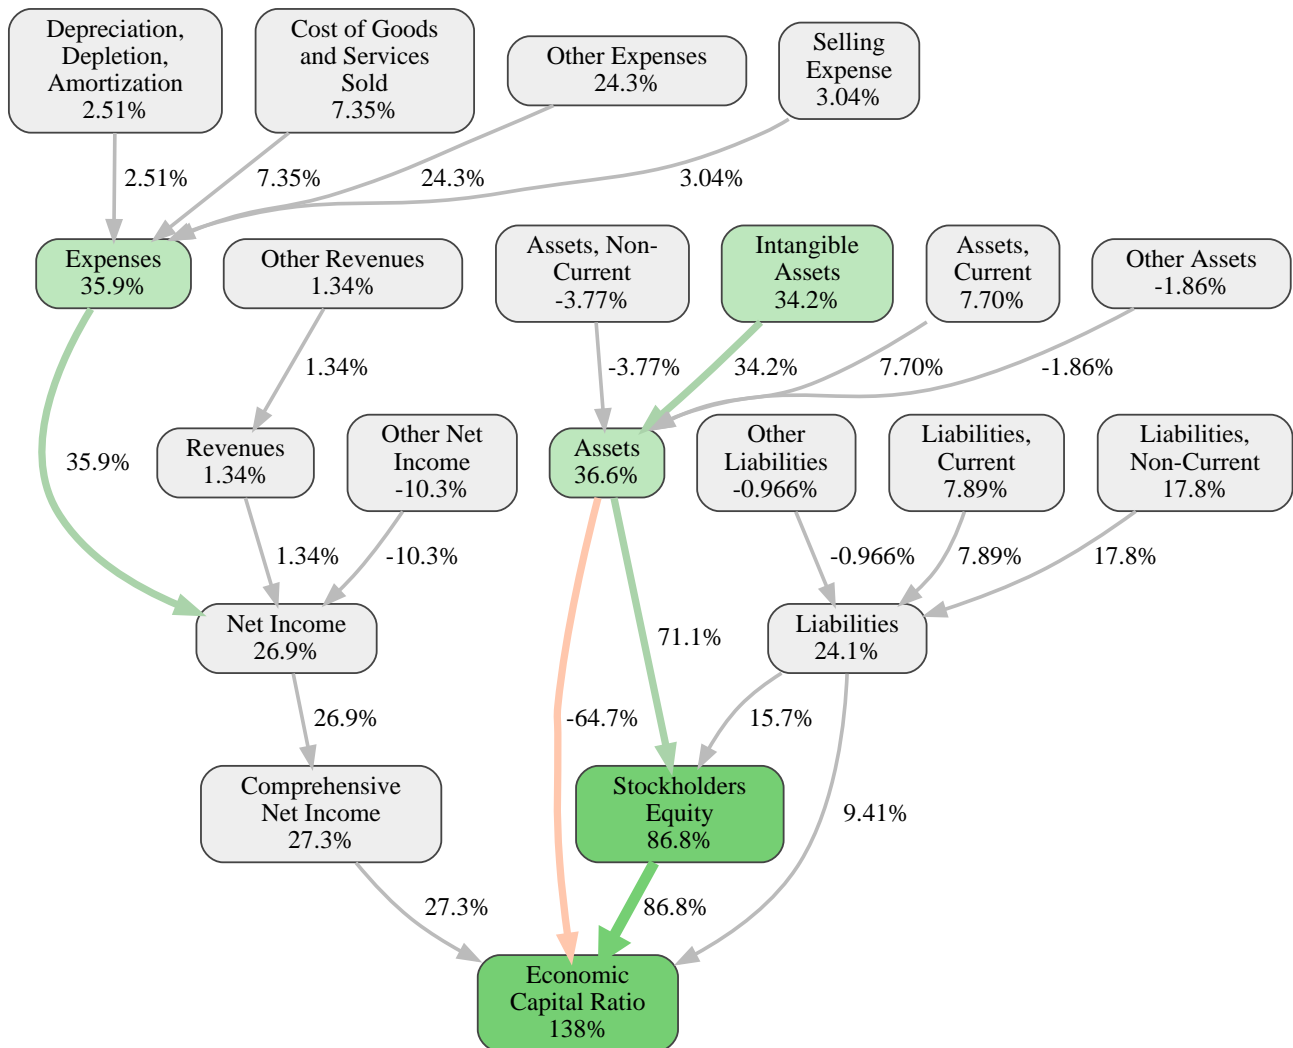 Depreciation,
Depletion,
Amortization
2.51%
Cost of Goods
and Services
Sold
7.35%
Other Expenses
24.3%
Selling
Expense
3.04%
2.51%
7.35%
24.3%
3.04%
Expenses
35.9%
Other Revenues
1.34%
Assets, Non-
Current
-3.77%
Intangible
Assets
34.2%
Assets,
Current
7.70%
Other Assets
-1.86%
1.34%
-3.77%
34.2%
7.70%
-1.86%
35.9%
Revenues
1.34%
Other Net
Income
-10.3%
Assets
36.6%
Other
Liabilities
-0.966%
Liabilities,
Current
7.89%
Liabilities,
Non-Current
17.8%
1.34%
-10.3%
-0.966%
7.89%
17.8%
Net Income
26.9%
71.1%
Liabilities
24.1%
26.9%
-64.7%
15.7%
Comprehensive
Net Income
27.3%
Stockholders
Equity
86.8%
9.41%
27.3%
86.8%
Economic
Capital Ratio
138%